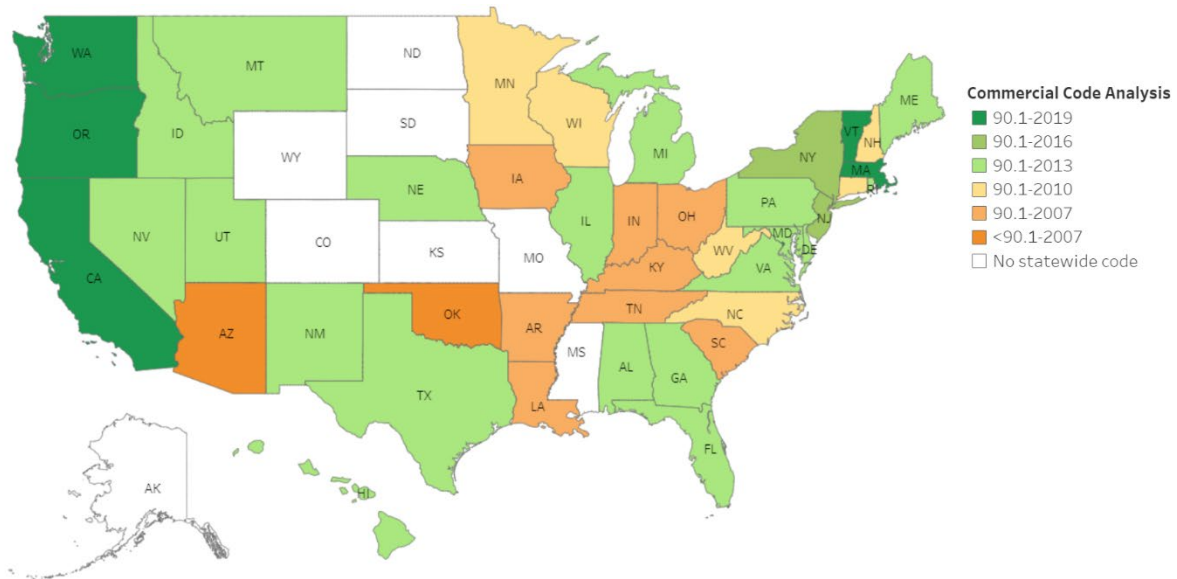 WA
MT
ND
MN
ME
OR
ID
SD
WI
VT
NH
WY
MI
NY
MA
RI
NV
UT
NE
IA
IL
IN
OH
PA
NJ
CO
KS
MO
WV
MD
DE
VA
CA
KY
AZ
NM
OK
AR
TN
NC
SC
MS
AL
GA
TX
LA
FL
AK
HI
Commercial Code Analysis
90.1-2019
90.1-2016
90.1-2013
90.1-2010
90.1-2007
<90.1-2007
No statewide code